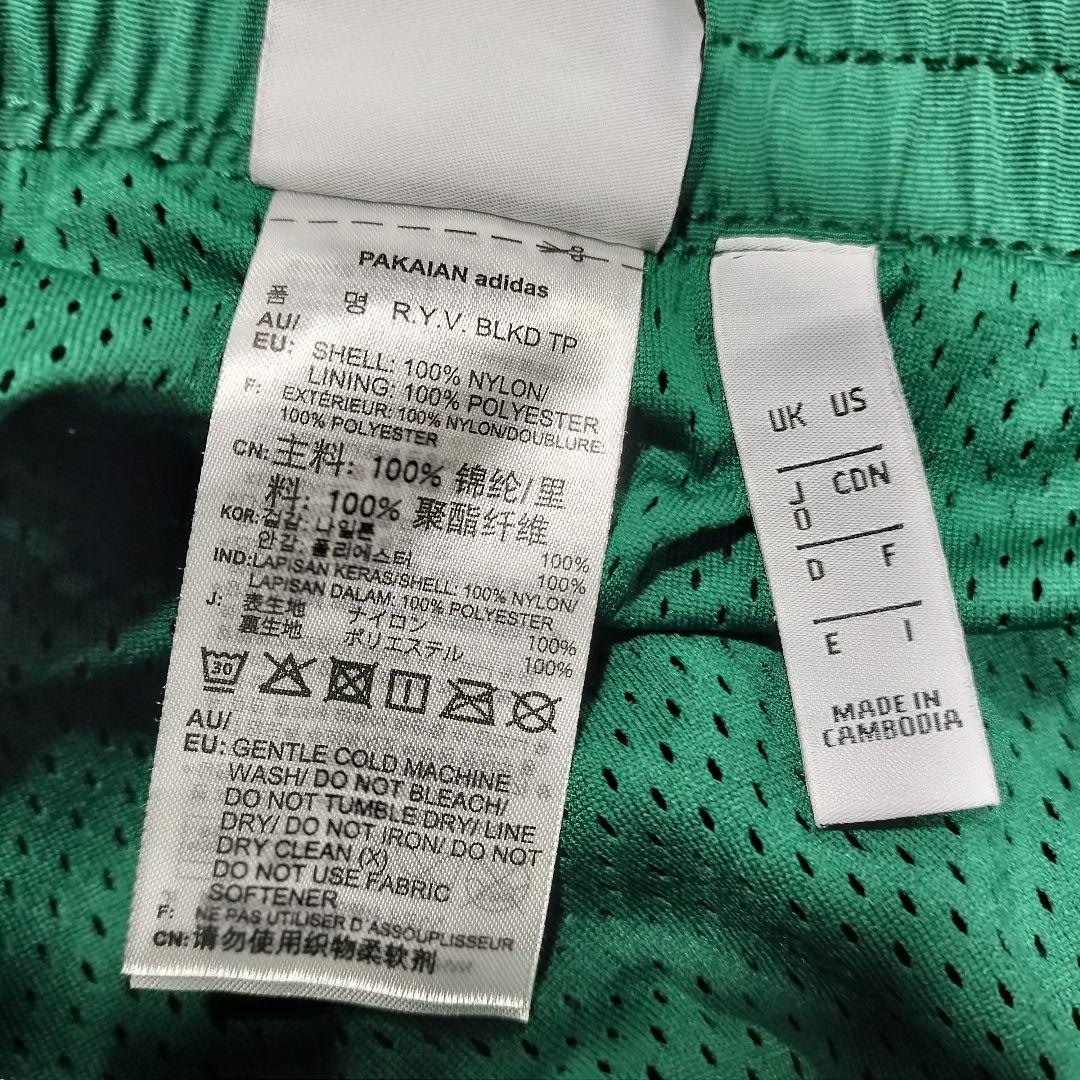 PAKAIAN adidas
품 명 R.Y.V. BLKD TP
AU/
EU: SHELL: 100% NYLON/
LINING: 100% POLYESTER
F: EXTÉRIEUR: 100% NYLON/DOUBLURE:
100% POLYESTER
CN: 主料: 100% 锦纶/里
料: 100% 聚酯纤维
KOR: 겉감: 나일론 100%
안감: 폴리에스터 100%
IND: LAPISAN KERAS/SHELL: 100% NYLON/
LAPISAN DALAM: 100% POLYESTER
J: 表生地 ナイロン 100%
裏生地 ポリエステル 100%
30
AU/
EU: GENTLE COLD MACHINE
WASH/ DO NOT BLEACH/
DO NOT TUMBLE DRY/ LINE
DRY/ DO NOT IRON/ DO NOT
DRY CLEAN (X)
DO NOT USE FABRIC
SOFTENER
F: NE PAS UTILISER D'ASSOUPLISSEUR
CN: 请勿使用织物柔软剂
UK US
J
O CDN
D F
E I
MADE IN
CAMBODIA